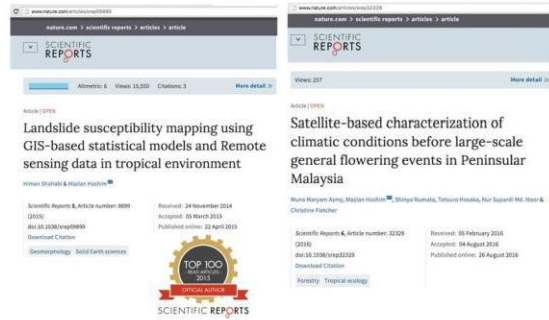 www.nature.com/articles/srep09899
nature.com > scientific reports > articles > article
SCIENTIFIC
REPORTS
Altmetric: 6 Views: 15,550 Citations: 3 More detail >>
Article | OPEN
Landslide susceptibility mapping using
GIS-based statistical models and Remote
sensing data in tropical environment
Himan Shahabi & Mazlan Hashim
Scientific Reports 5, Article number: 9899
(2015)
doi:10.1038/srep09899
Download Citation
Geomorphology Solid Earth sciences
Received: 24 November 2014
Accepted: 05 March 2015
Published online: 22 April 2015
TOP 100
READ ARTICLES
2015
OFFICIAL AUTHOR
SCIENTIFIC REPORTS
www.nature.com/articles/srep32329
nature.com > scientific reports > articles > article
SCIENTIFIC
REPORTS
Views: 257 More detail >>
Article | OPEN
Satellite-based characterization of
climatic conditions before large-scale
general flowering events in Peninsular
Malaysia
Muna Maryam Azmy, Mazlan Hashim, Shinya Numata, Tetsuro Hosaka, Nur Supardi Md. Noor &
Christine Fletcher
Scientific Reports 6, Article number: 32329
(2016)
doi:10.1038/srep32329
Download Citation
Forestry Tropical ecology
Received: 05 February 2016
Accepted: 04 August 2016
Published online: 26 August 2016